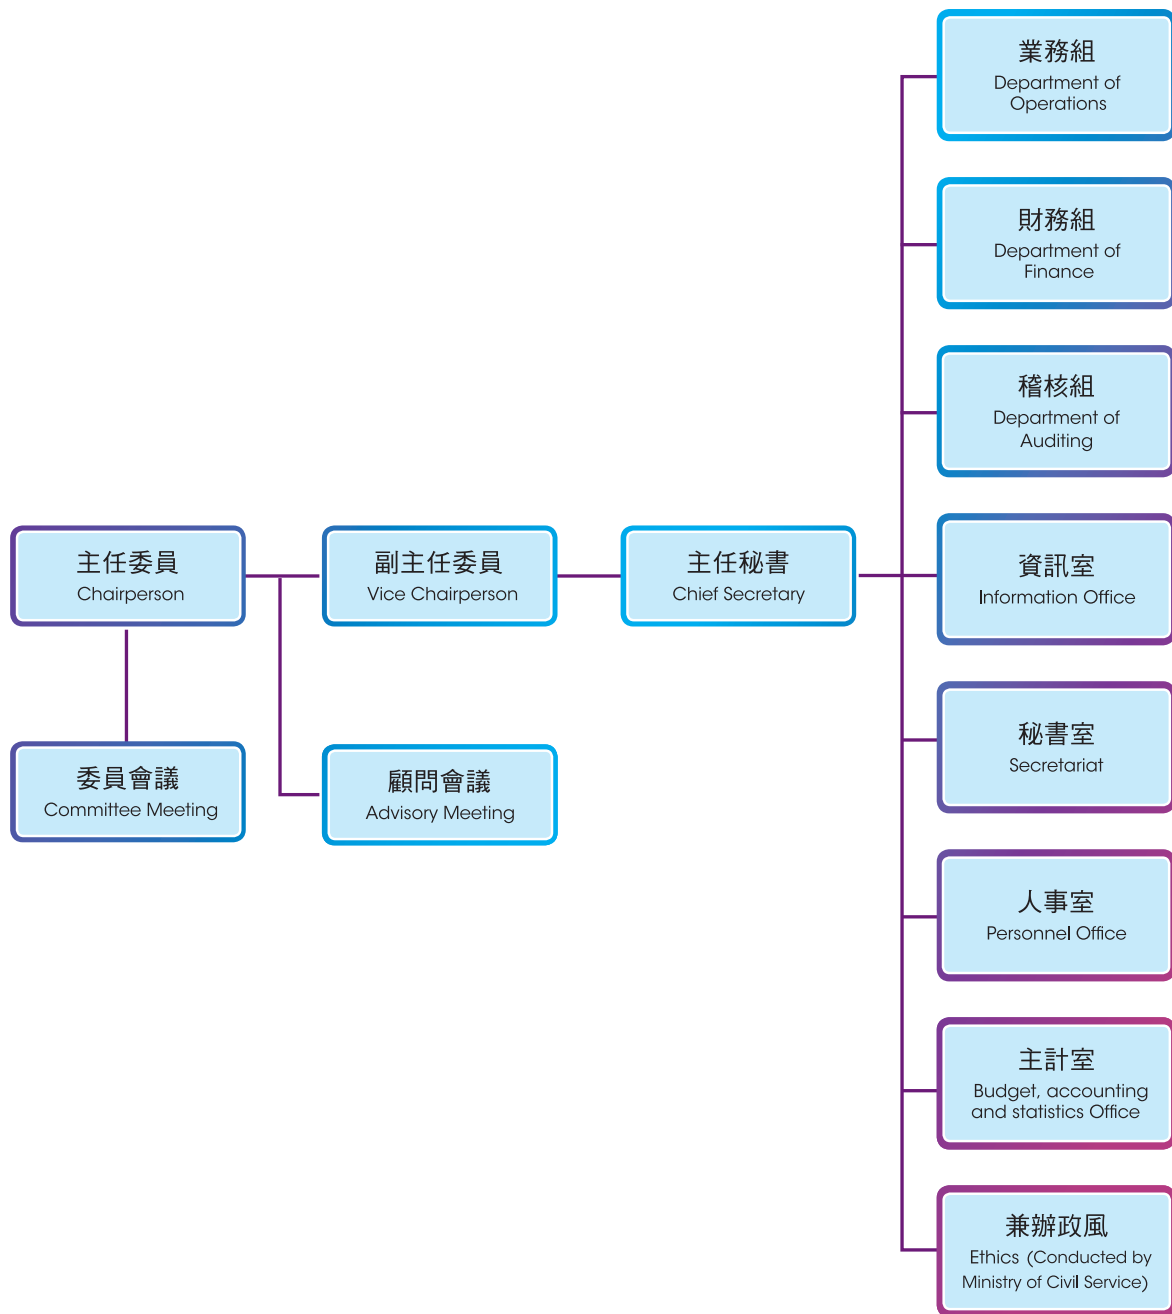 主任委員
Chairperson
委員會議
Committee Meeting
副主任委員
Vice Chairperson
顧問會議
Advisory Meeting
主任秘書
Chief Secretary
業務組
Department of
Operations
財務組
Department of
Finance
稽核組
Department of
Auditing
資訊室
Information Office
秘書室
Secretariat
人事室
Personnel Office
主計室
Budget, accounting
and statistics Office
兼辦政風
Ethics (Conducted by
Ministry of Civil Service)